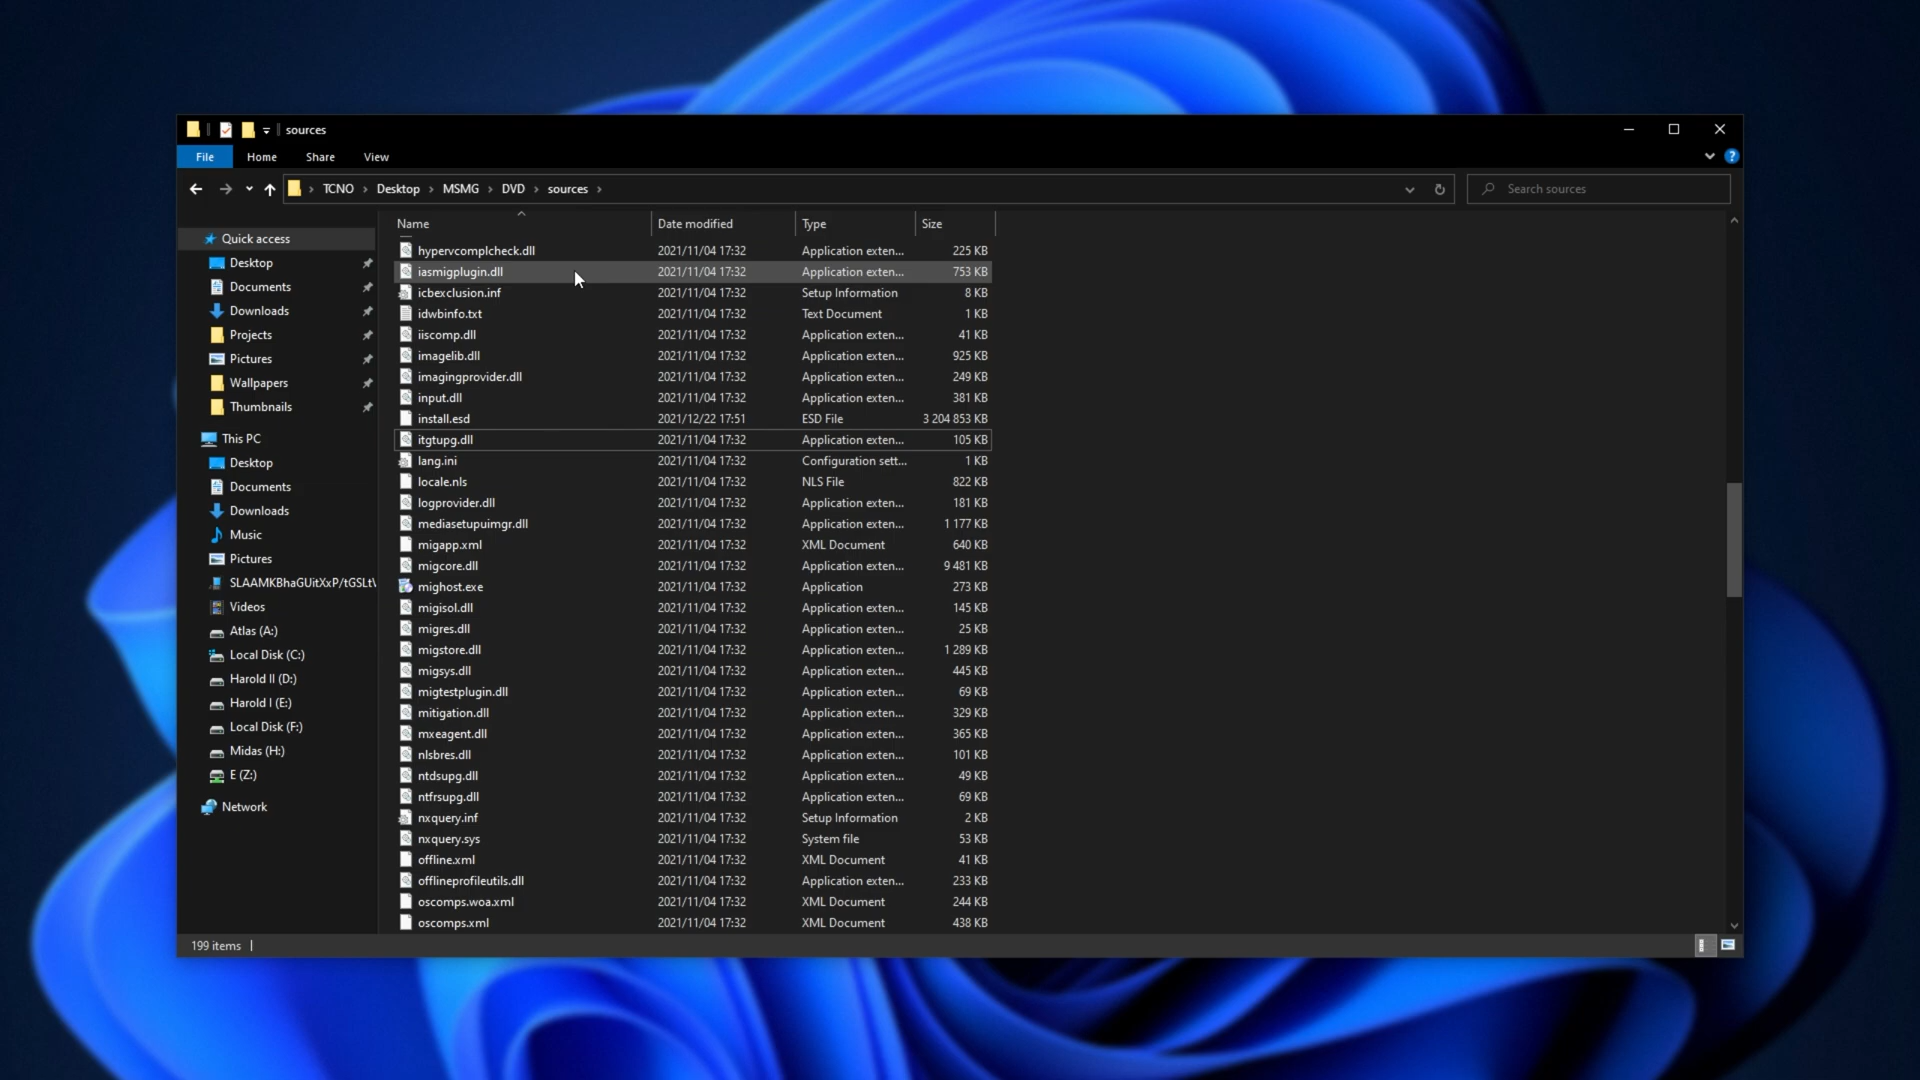 sources
File Home Share View
TCNO Desktop MSMG DVD sources
Search sources
Quick access
Desktop
Documents
Downloads
Projects
Pictures
Wallpapers
Thumbnails
This PC
Desktop
Documents
Downloads
Music
Pictures
SLAAMKBhaGUitXxP/tGSLt\
Videos
Atlas (A:)
Local Disk (C:)
Harold II (D:)
Harold I (E:)
Local Disk (F:)
Midas (H:)
E (Z:)
Network
Name Date modified Type Size
hypervcomplcheck.dll 2021/11/04 17:32 Application exten... 225 KB
iasmigplugin.dll 2021/11/04 17:32 Application exten... 753 KB
icbexclusion.inf 2021/11/04 17:32 Setup Information 8 KB
idwbinfo.txt 2021/11/04 17:32 Text Document 1 KB
iiscomp.dll 2021/11/04 17:32 Application exten... 41 KB
imagelib.dll 2021/11/04 17:32 Application exten... 925 KB
imagingprovider.dll 2021/11/04 17:32 Application exten... 249 KB
input.dll 2021/11/04 17:32 Application exten... 381 KB
install.esd 2021/12/22 17:51 ESD File 3 204 853 KB
itgtupg.dll 2021/11/04 17:32 Application exten... 105 KB
lang.ini 2021/11/04 17:32 Configuration sett... 1 KB
locale.nls 2021/11/04 17:32 NLS File 822 KB
logprovider.dll 2021/11/04 17:32 Application exten... 181 KB
mediasetupuimgr.dll 2021/11/04 17:32 Application exten... 1 177 KB
migapp.xml 2021/11/04 17:32 XML Document 640 KB
migcore.dll 2021/11/04 17:32 Application exten... 9 481 KB
mighost.exe 2021/11/04 17:32 Application 273 KB
migisol.dll 2021/11/04 17:32 Application exten... 145 KB
migres.dll 2021/11/04 17:32 Application exten... 25 KB
migstore.dll 2021/11/04 17:32 Application exten... 1 289 KB
migsys.dll 2021/11/04 17:32 Application exten... 445 KB
migtestplugin.dll 2021/11/04 17:32 Application exten... 69 KB
mitigation.dll 2021/11/04 17:32 Application exten... 329 KB
mxeagent.dll 2021/11/04 17:32 Application exten... 365 KB
nlsbres.dll 2021/11/04 17:32 Application exten... 101 KB
ntdsupg.dll 2021/11/04 17:32 Application exten... 49 KB
ntfrsupg.dll 2021/11/04 17:32 Application exten... 69 KB
nxquery.inf 2021/11/04 17:32 Setup Information 2 KB
nxquery.sys 2021/11/04 17:32 System file 53 KB
offline.xml 2021/11/04 17:32 XML Document 41 KB
offlineprofileutils.dll 2021/11/04 17:32 Application exten... 233 KB
oscomps.woa.xml 2021/11/04 17:32 XML Document 244 KB
oscomps.xml 2021/11/04 17:32 XML Document 438 KB
199 items